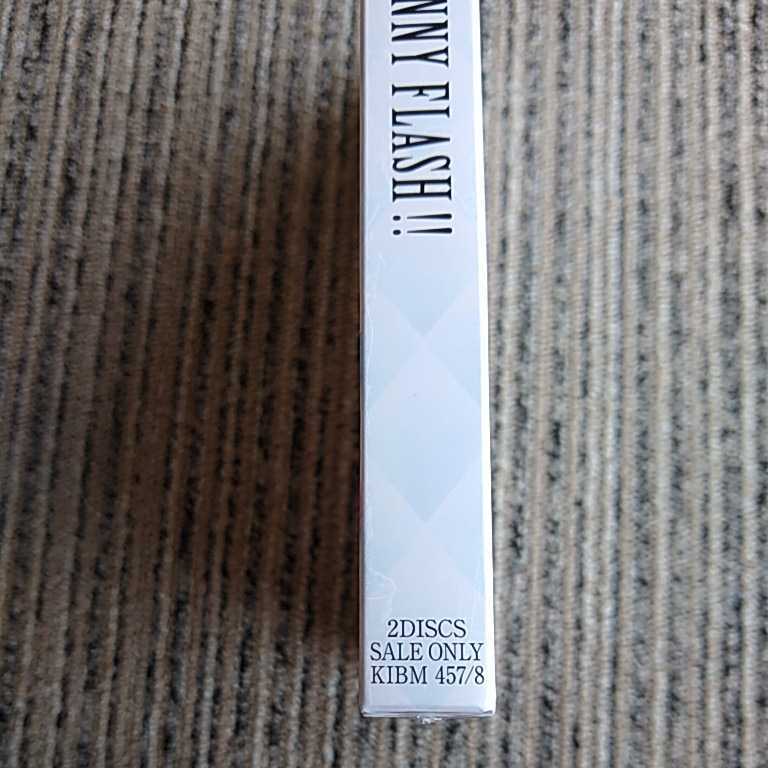 NNY FLASH!!
2DISCS
SALE ONLY
KIBM 457/8